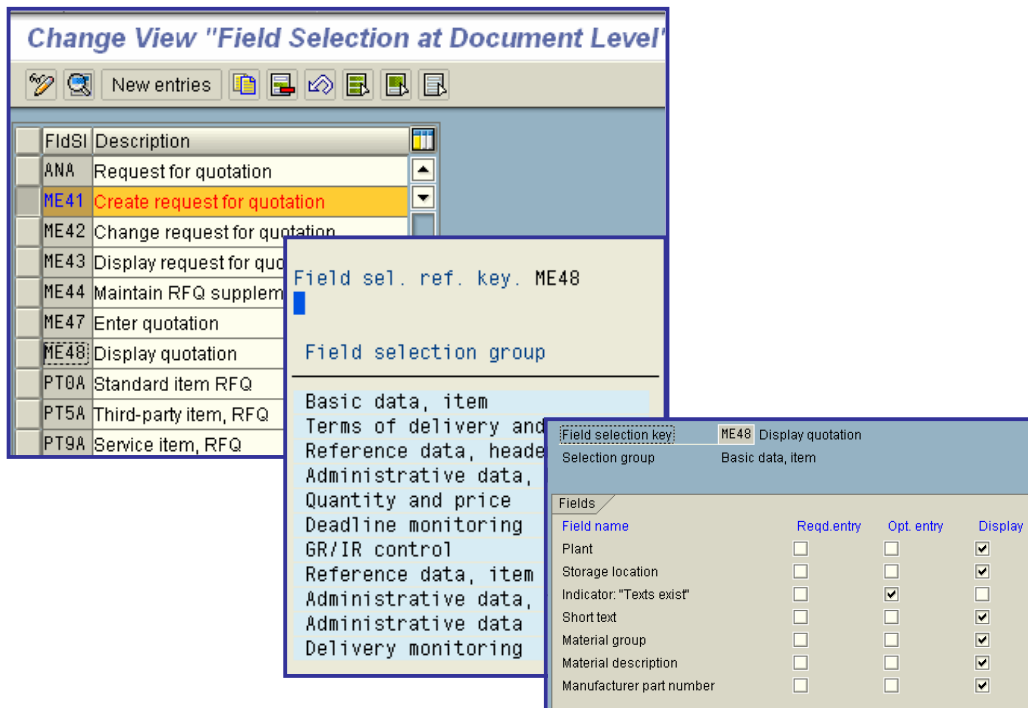 Change View "Field Selection at Document Level"
New entries
FldSl Description
ANA Request for quotation
ME41 Create request for quotation
ME42 Change request for quotation
ME43 Display request for quo
ME44 Maintain RFQ supplem
ME47 Enter quotation
ME48 Display quotation
PT0A Standard item RFQ
PT5A Third-party item, RFQ
PT9A Service item, RFQ
Field sel. ref. key. ME48
Field selection group
Basic data, item
Terms of delivery and
Reference data, heade
Administrative data,
Quantity and price
Deadline monitoring
GR/IR control
Reference data, item
Administrative data,
Administrative data
Delivery monitoring
Field selection key ME48 Display quotation
Selection group Basic data, item
Fields
Field name Reqd.entry Opt. entry Display
Plant
Storage location
Indicator: "Texts exist"
Short text
Material group
Material description
Manufacturer part number